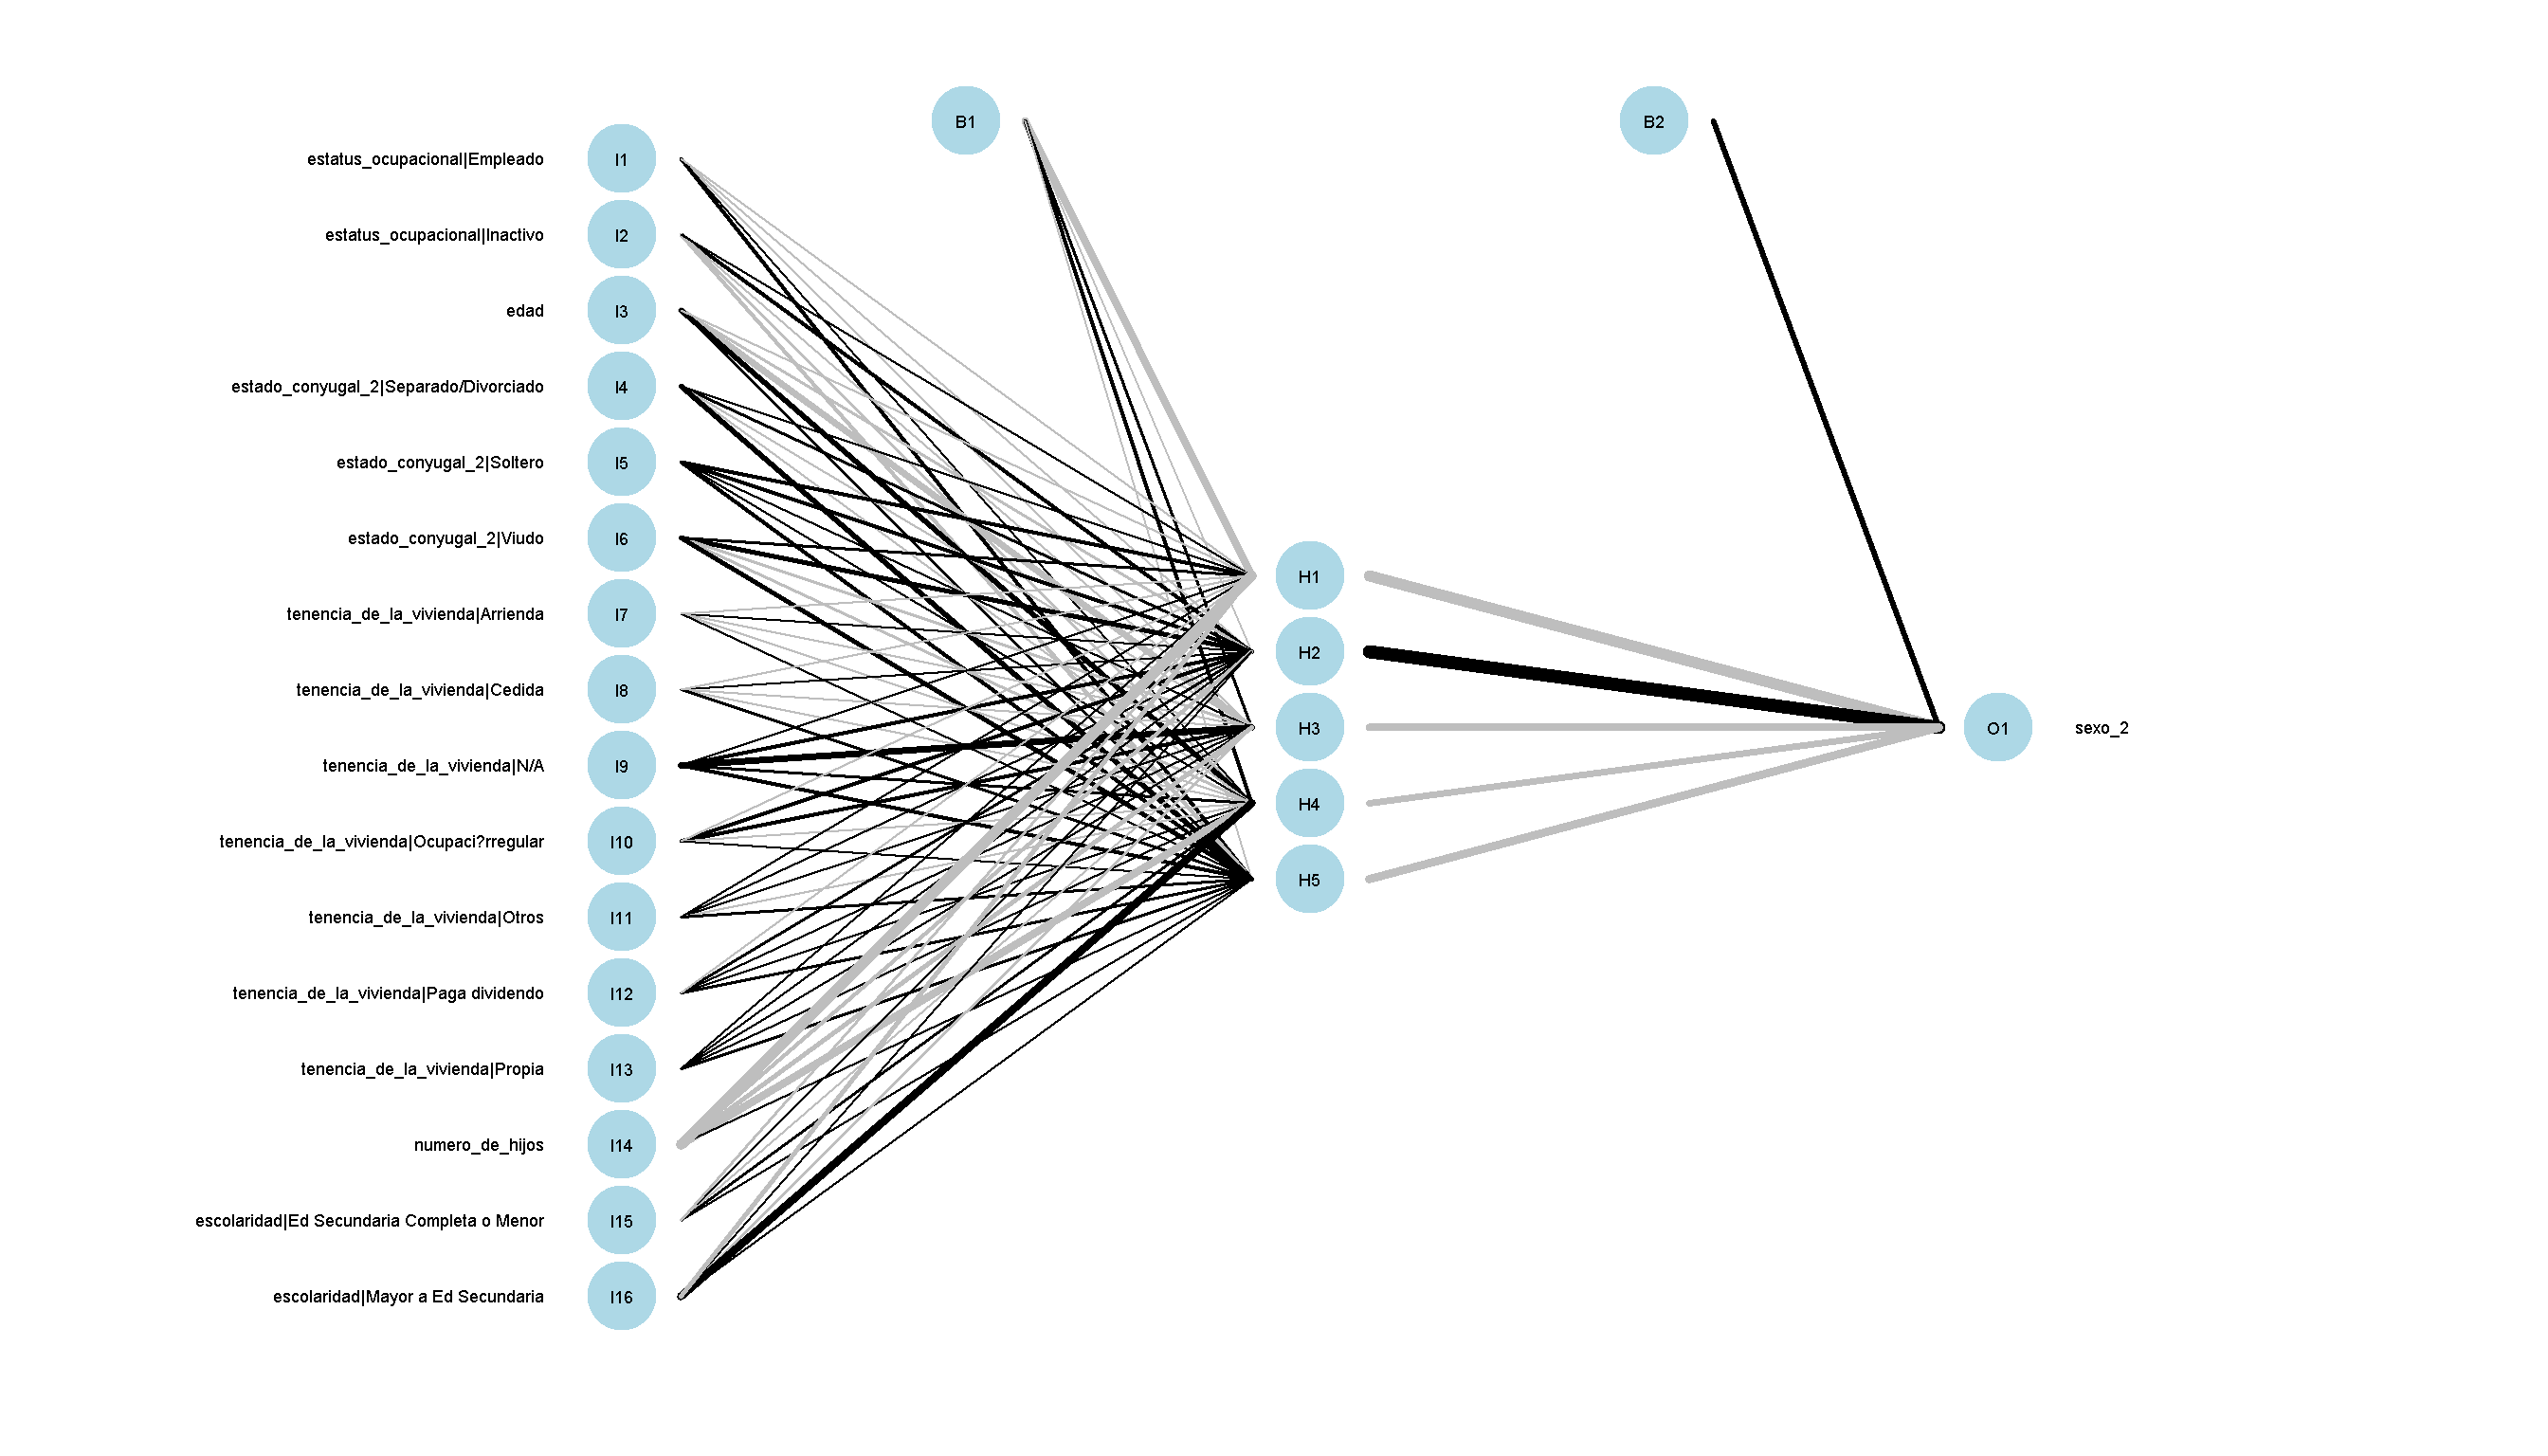 B1
B2
estatus_ocupacional|Empleado I1
estatus_ocupacional|Inactivo I2
edad I3
estado_conyugal_2|Separado/Divorciado I4
estado_conyugal_2|Soltero I5
estado_conyugal_2|Viudo I6
tenencia_de_la_vivienda|Arrienda I7
tenencia_de_la_vivienda|Cedida I8
tenencia_de_la_vivienda|N/A I9
tenencia_de_la_vivienda|Ocupaci?rregular I10
tenencia_de_la_vivienda|Otros I11
tenencia_de_la_vivienda|Paga dividendo I12
tenencia_de_la_vivienda|Propia I13
numero_de_hijos I14
escolaridad|Ed Secundaria Completa o Menor I15
escolaridad|Mayor a Ed Secundaria I16
H1
H2
H3
H4
H5
O1 sexo_2